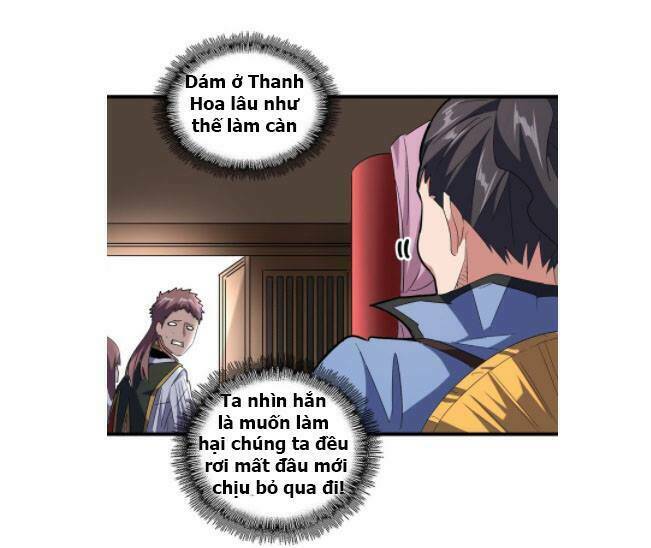 Dám ở Thanh
Hoa lâu như
thế làm càn
Ta nhìn hắn
là muốn làm
hại chúng ta đều
rơi mất đâu mới
chịu bỏ qua đi!